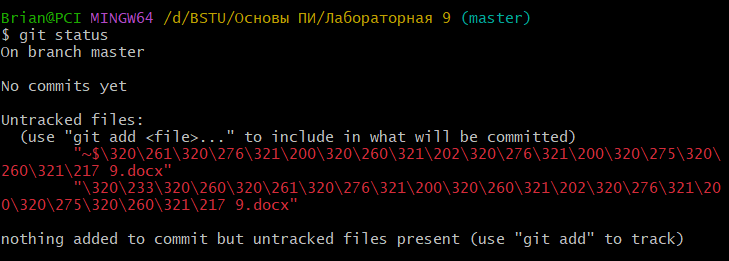 Brian@PCI MINGW64 /d/BSTU/Основы ПИ/Лабораторная 9 (master)
$ git status
On branch master
No commits yet
Untracked files:
(use "git add <file>..." to include in what will be committed)
"~$\320\261\320\276\321\200\320\260\321\202\320\276\321\200\320\275\320\
260\321\217 9.docx"
"\320\233\320\260\320\261\320\276\321\200\320\260\321\202\320\276\321\20
0\320\275\320\260\321\217 9.docx"
nothing added to commit but untracked files present (use "git add" to track)